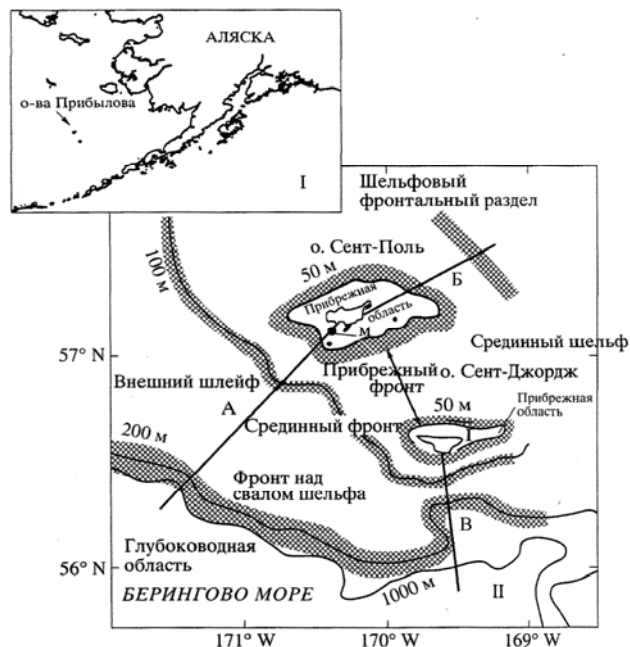 АЛЯСКА
о-ва Прибылова
I
Шельфовый
фронтальный раздел
100 м
о. Сент-Поль
50 м
Б
Прибрежная
область
м
57° N
Срединный шельф
Прибрежный
фронт
о. Сент-Джордж
Внешний шлейф
А
50 м
Прибрежная
область
Срединный фронт
I
200 м
Фронт над
свалом шельфа
В
Глубоководная
область
56° N
1000 м
II
БЕРИНГОВО МОРЕ
171° W
170° W
169° W